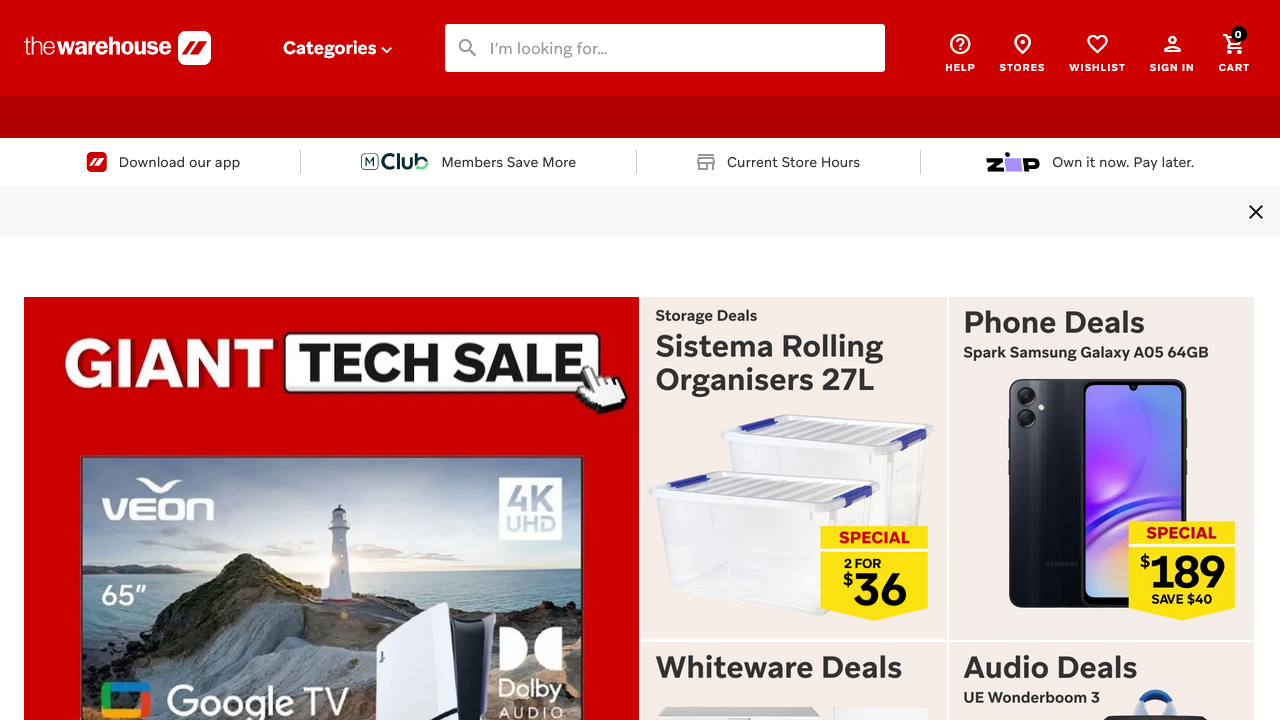 thewarehouse
Categories
I'm looking for...
HELP
STORES
WISHLIST
SIGN IN
0
CART
Download our app
M Club
Members Save More
Current Store Hours
zip
Own it now. Pay later.
GIANT TECH SALE
veon
4K
UHD
65"
Google TV
Dolby
AUDIO
Storage Deals
Sistema Rolling
Organisers 27L
SPECIAL
2 FOR
$36
Phone Deals
Spark Samsung Galaxy A05 64GB
SAMSUNG
SPECIAL
$189
SAVE $40
Whiteware Deals
Audio Deals
UE Wonderboom 3